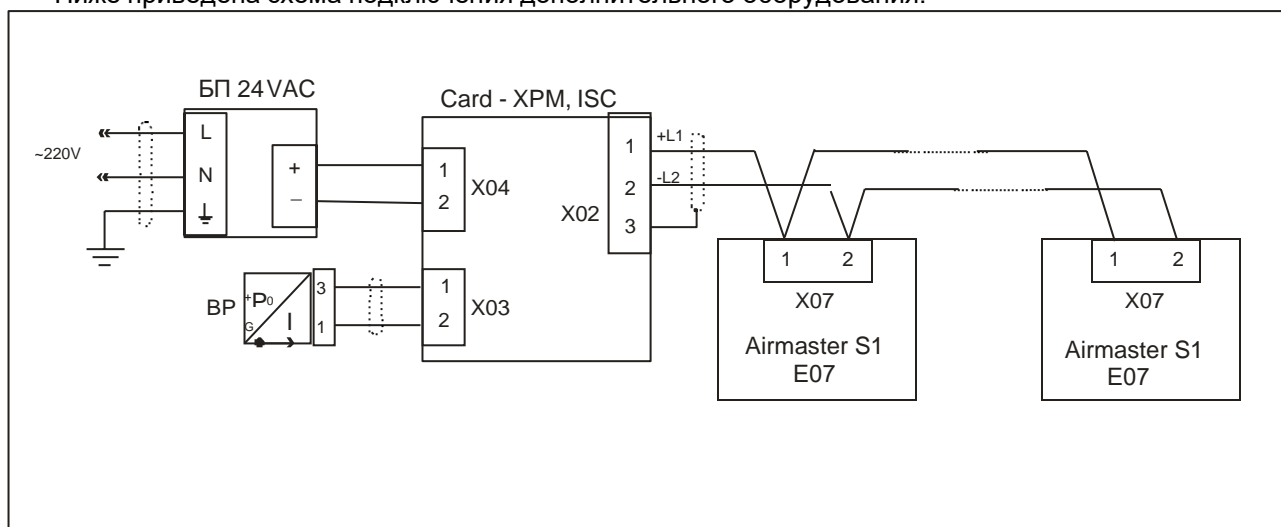 Ниже приведена схема подключения дополнительного оборудования.
БП 24VAC
Card - XPM, ISC
~220V
L
N
+
−
1
2
X04
1
2
3
X02
+L1
-L2
BP
+P0
G
I
3
1
1
2
X03
1 2
X07
Airmaster S1
E07
1 2
X07
Airmaster S1
E07